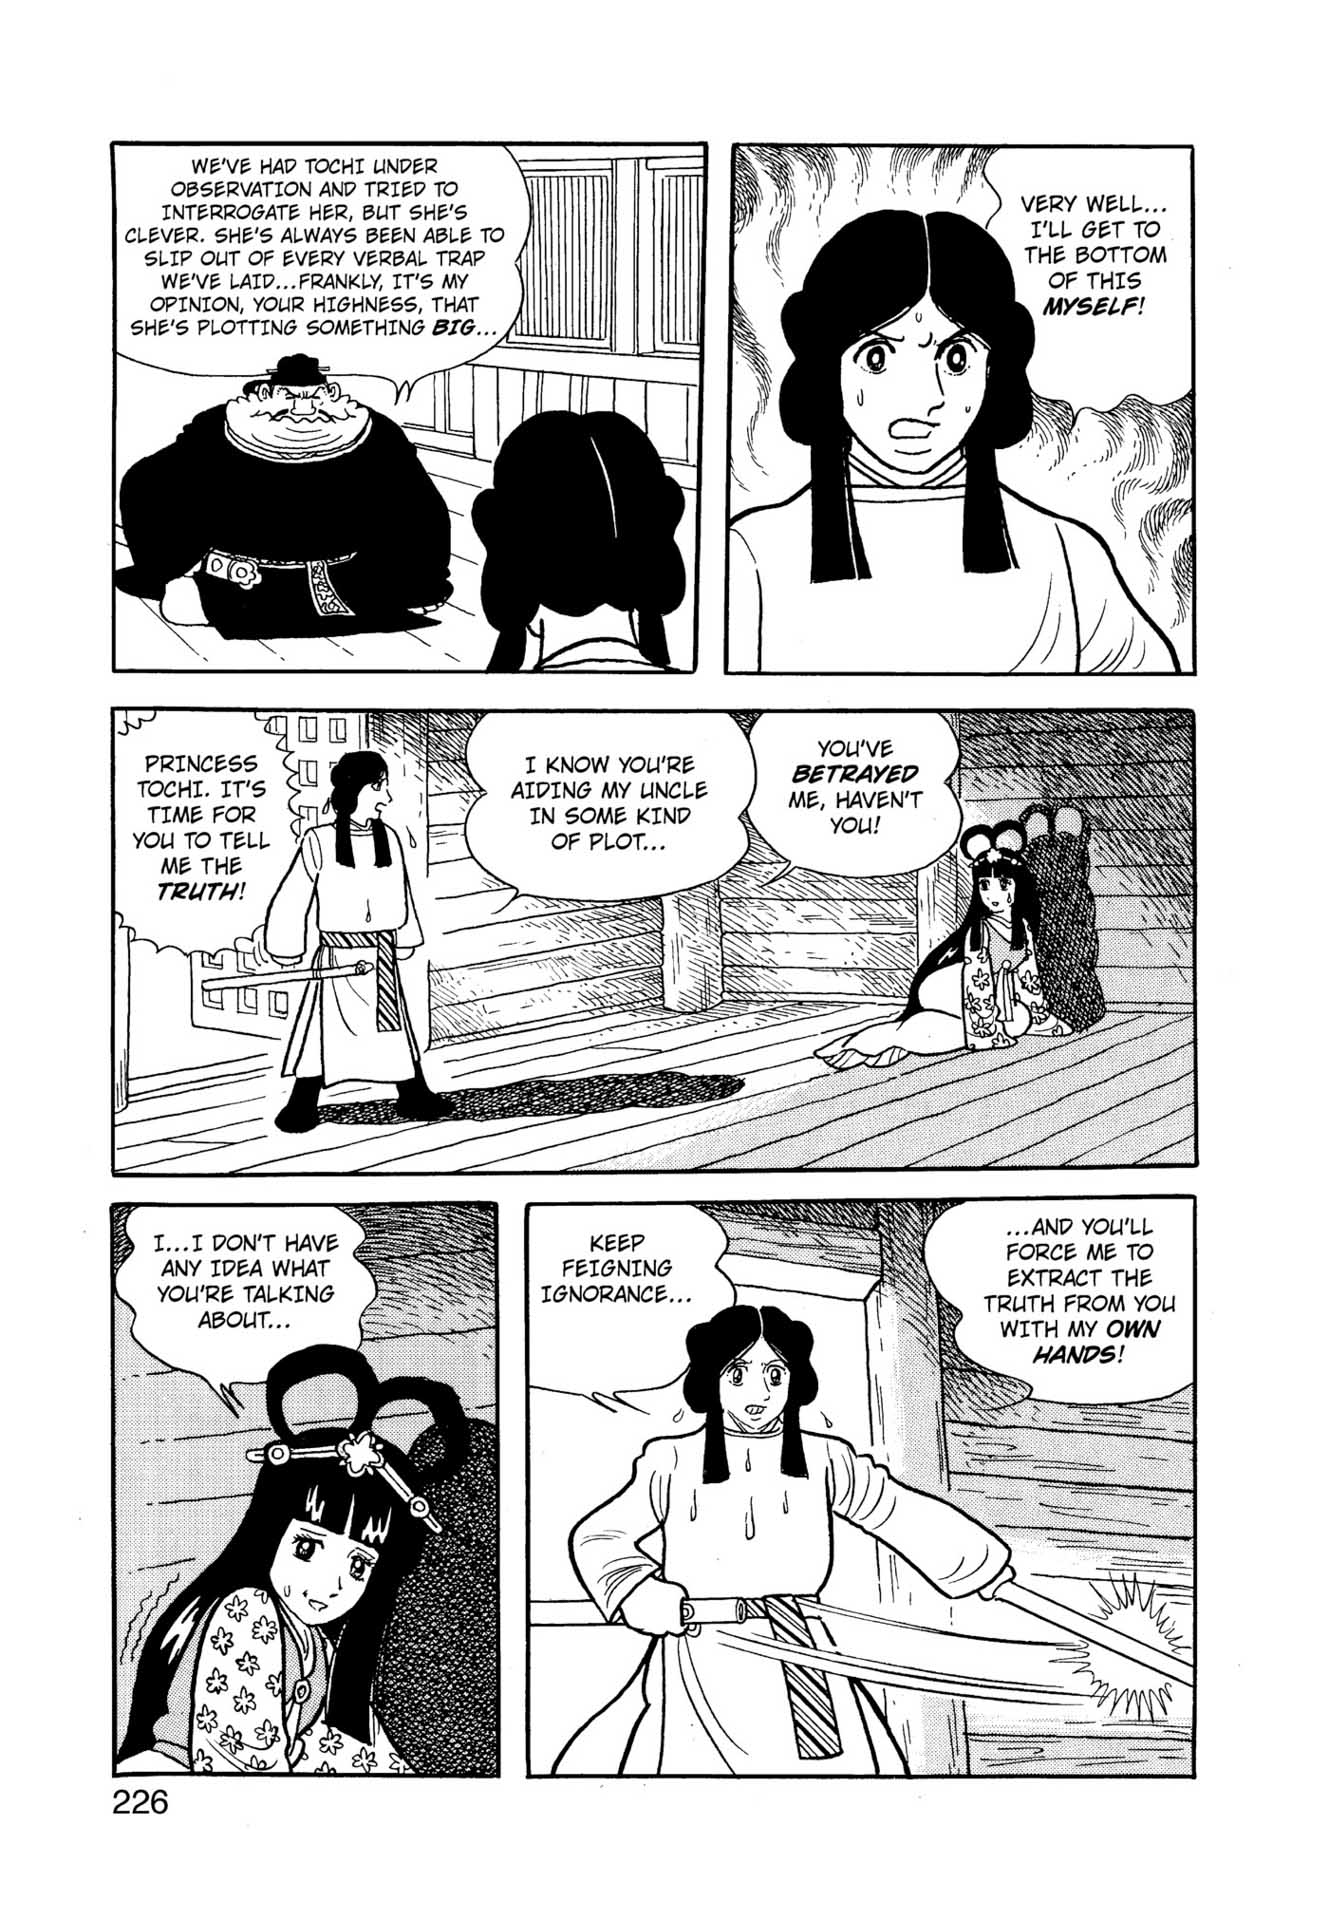 WE'VE HAD TOCHI UNDER
OBSERVATION AND TRIED TO
INTERROGATE HER, BUT SHE'S
CLEVER. SHE'S ALWAYS BEEN ABLE TO
SLIP OUT OF EVERY VERBAL TRAP
WE'VE LAID...FRANKLY, IT'S MY
OPINION, YOUR HIGHNESS, THAT
SHE'S PLOTTING SOMETHING BIG...
VERY WELL...
I'LL GET TO
THE BOTTOM
OF THIS
MYSELF!
PRINCESS
TOCHI. IT'S
TIME FOR
YOU TO TELL
ME THE
TRUTH!
I KNOW YOU'RE
AIDING MY UNCLE
IN SOME KIND
OF PLOT...
YOU'VE
BETRAYED
ME, HAVEN'T
YOU!
I...I DON'T HAVE
ANY IDEA WHAT
YOU'RE TALKING
ABOUT...
KEEP
FEIGNING
IGNORANCE...
...AND YOU'LL
FORCE ME TO
EXTRACT THE
TRUTH FROM YOU
WITH MY OWN
HANDS!
226